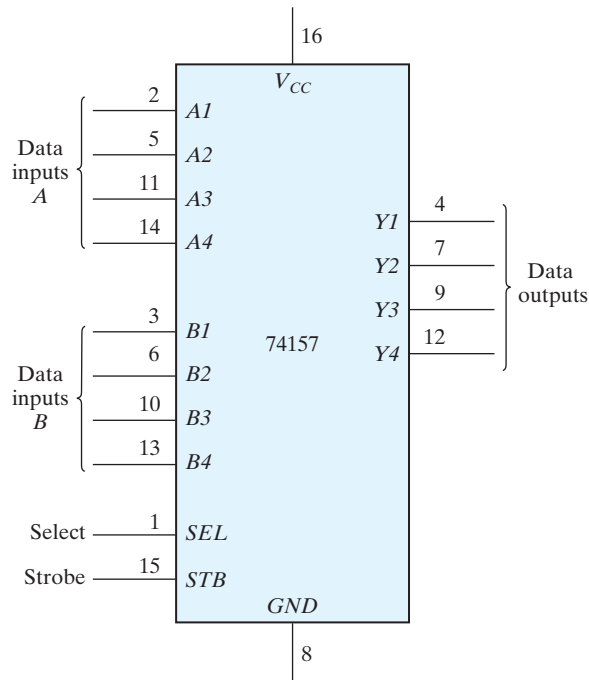 16
V_CC
2
A1
5
A2
11
A3
14
A4
Data
inputs
A
3
B1
6
B2
10
B3
13
B4
Data
inputs
B
Select
1
SEL
Strobe
15
STB
74157
Y1
4
Y2
7
Y3
9
Y4
12
Data
outputs
GND
8